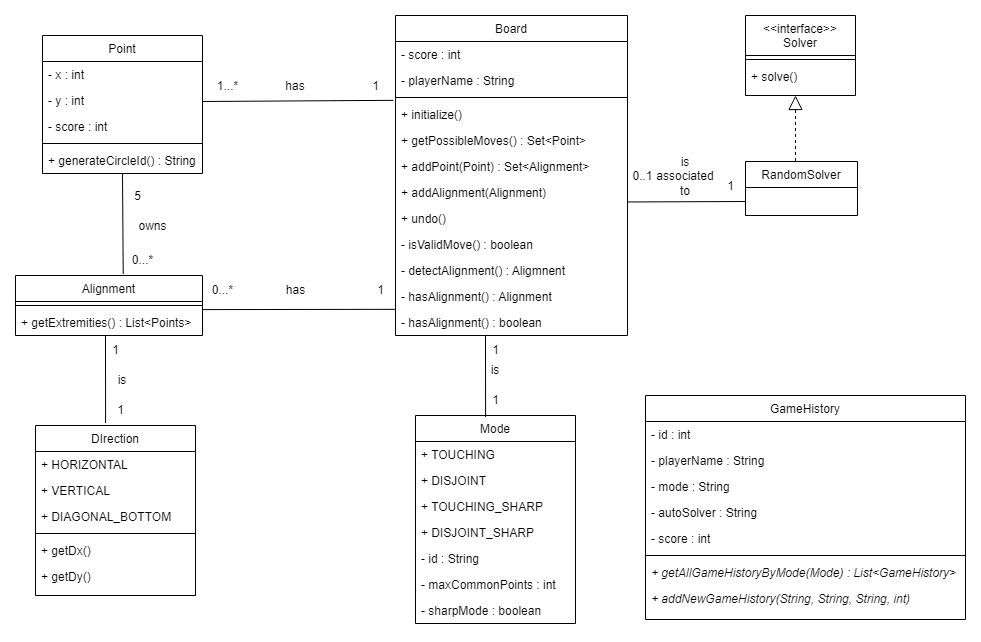 Point
- x : int
- y : int
- score : int
+ generateCircleId() : String
1...*
has
1
Board
- score : int
- playerName : String
+ initialize()
+ getPossibleMoves() : Set<Point>
+ addPoint(Point) : Set<Alignment>
+ addAlignment(Alignment)
+ undo()
- isValidMove() : boolean
- detectAlignment() : Aligmnent
- hasAlignment() : Alignment
- hasAlignment() : boolean
<<interface>>
Solver
+ solve()
is
0..1 associated
to
1
RandomSolver
5
owns
0...*
Alignment
+ getExtremities() : List<Points>
0...*
has
1
1
is
1
DIrection
+ HORIZONTAL
+ VERTICAL
+ DIAGONAL_BOTTOM
+ getDx()
+ getDy()
1
is
1
Mode
+ TOUCHING
+ DISJOINT
+ TOUCHING_SHARP
+ DISJOINT_SHARP
- id : String
- maxCommonPoints : int
- sharpMode : boolean
GameHistory
- id : int
- playerName : String
- mode : String
- autoSolver : String
- score : int
+ getAllGameHistoryByMode(Mode) : List<GameHistory>
+ addNewGameHistory(String, String, String, int)